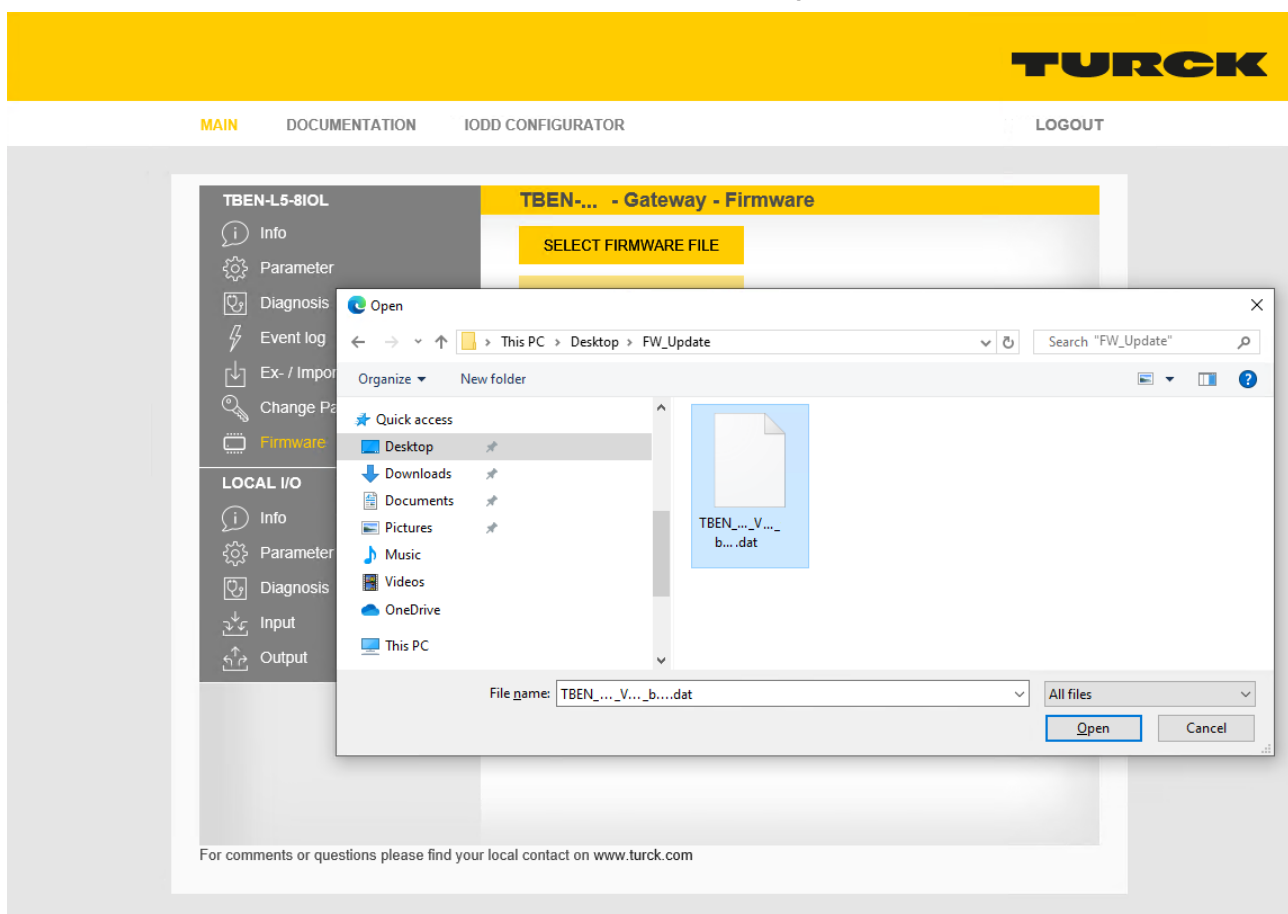 TURCK
MAIN DOCUMENTATION IODD CONFIGURATOR LOGOUT
TBEN-L5-8IOL
Info
Parameter
Diagnosis
Event log
Ex- / Impor
Change Pa
Firmware
LOCAL I/O
Info
Parameter
Diagnosis
Input
Output
TBEN-... - Gateway - Firmware
SELECT FIRMWARE FILE
Open
This PC > Desktop > FW_Update
Search "FW_Update"
Organize New folder
Quick access
Desktop
Downloads
Documents
Pictures
Music
Videos
OneDrive
This PC
TBEN_..._V..._
b... .dat
File name: TBEN_..._V..._b....dat
All files
Open Cancel
For comments or questions please find your local contact on www.turck.com